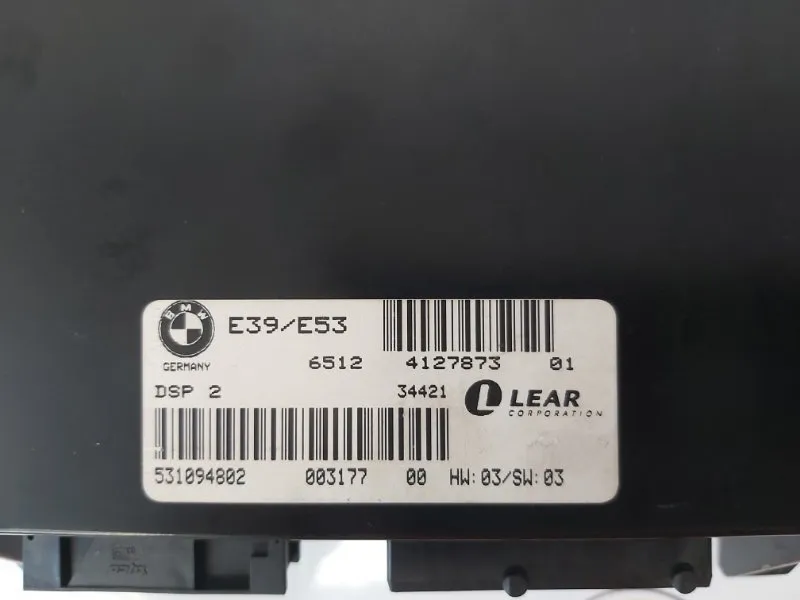 BMW
GERMANY
E39/E53
6512 4127873 01
DSP 2 34421
LEAR
CORPORATION
531094802 003177 00 HW:03/SW:03